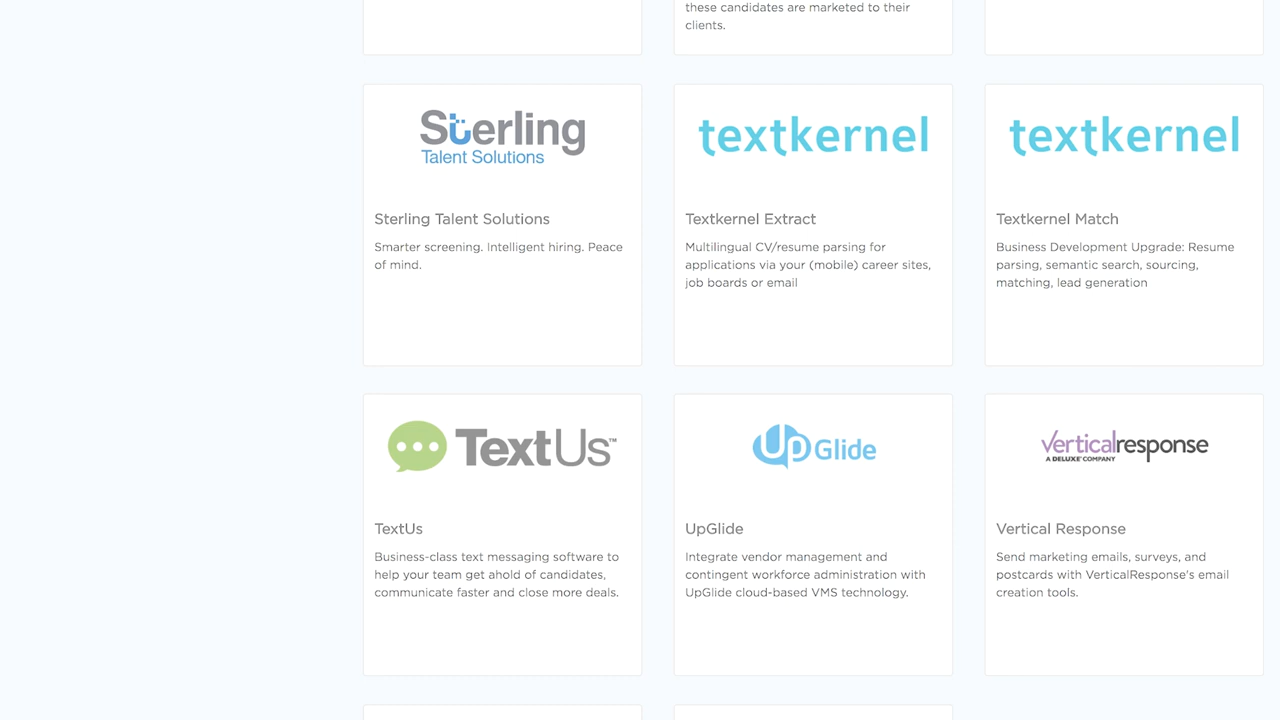 these candidates are marketed to their
clients.
Sterling
Talent Solutions
Sterling Talent Solutions
Smarter screening. Intelligent hiring. Peace
of mind.
textkernel
Textkernel Extract
Multilingual CV/resume parsing for
applications via your (mobile) career sites,
job boards or email
textkernel
Textkernel Match
Business Development Upgrade: Resume
parsing, semantic search, sourcing,
matching, lead generation
TextUs™
TextUs
Business-class text messaging software to
help your team get ahold of candidates,
communicate faster and close more deals.
Up Glide
UpGlide
Integrate vendor management and
contingent workforce administration with
UpGlide cloud-based VMS technology.
verticalresponse
A DELUXE® COMPANY
Vertical Response
Send marketing emails, surveys, and
postcards with VerticalResponse's email
creation tools.